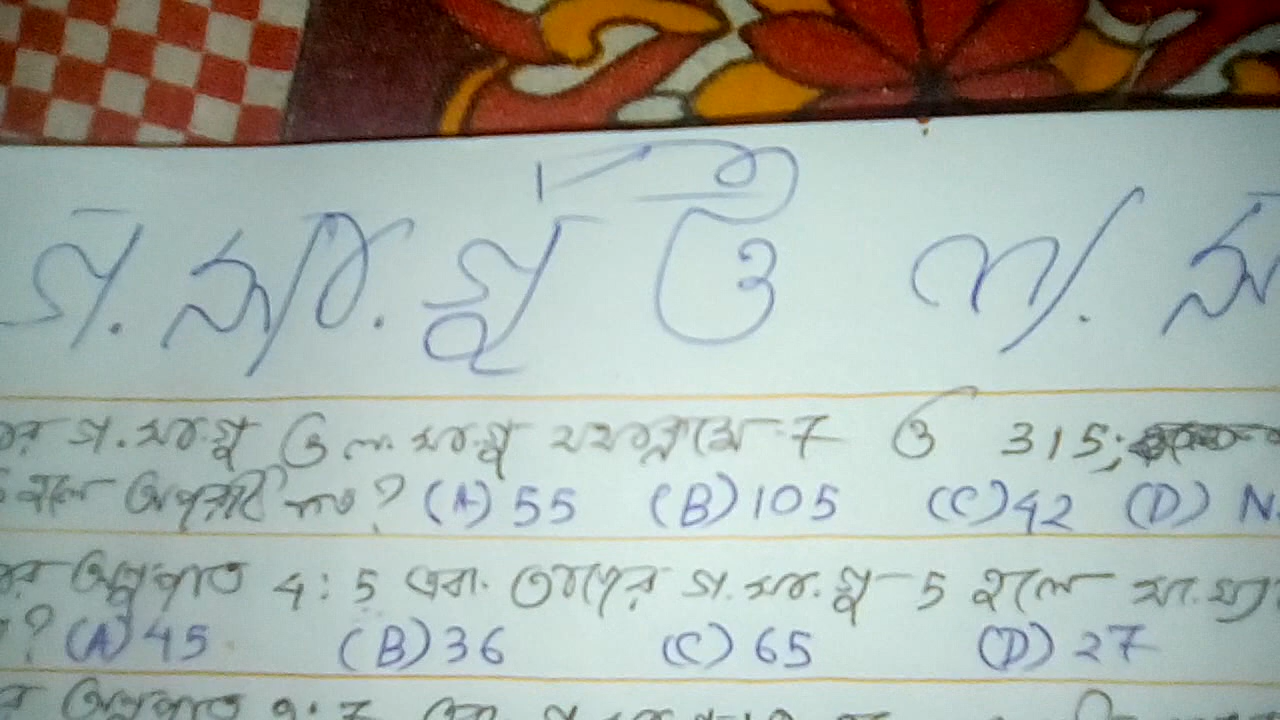 গ. সা. গু ও ল. স
র গ. সা. গু ও ল. সা. গু যথাক্রমে 7 ও 315;
হলে অপরটি কত? (A) 55 (B) 105 (C) 42 (D) N
র অনুপাত 4 : 5 এবং তাদের গ. সা. গু 5 হলে
? (A) 45 (B) 36 (C) 65 (D) 27
র অনুপাত